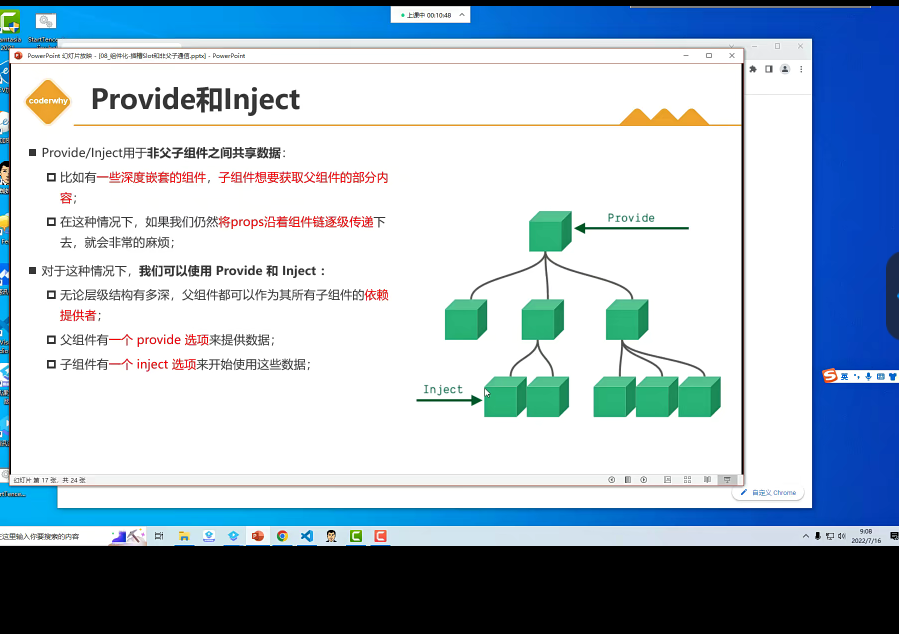 上课中 00:10:48
PowerPoint 幻灯片放映 - [08_组件化-插槽Slot和非父子通信.pptx] - PowerPoint
coderwhy
Provide和Inject
Provide/Inject用于非父子组件之间共享数据：
比如有一些深度嵌套的组件，子组件想要获取父组件的部分内
容；
在这种情况下，如果我们仍然将props沿着组件链逐级传递下
去，就会非常的麻烦；
对于这种情况下，我们可以使用 Provide 和 Inject ：
无论层级结构有多深，父组件都可以作为其所有子组件的依赖
提供者；
父组件有一个 provide 选项来提供数据；
子组件有一个 inject 选项来开始使用这些数据；
Provide
Inject
英
幻灯片 第 17 张，共 24 张
自定义 Chrome
在这里输入你要搜索的内容
9:08
2022/7/16